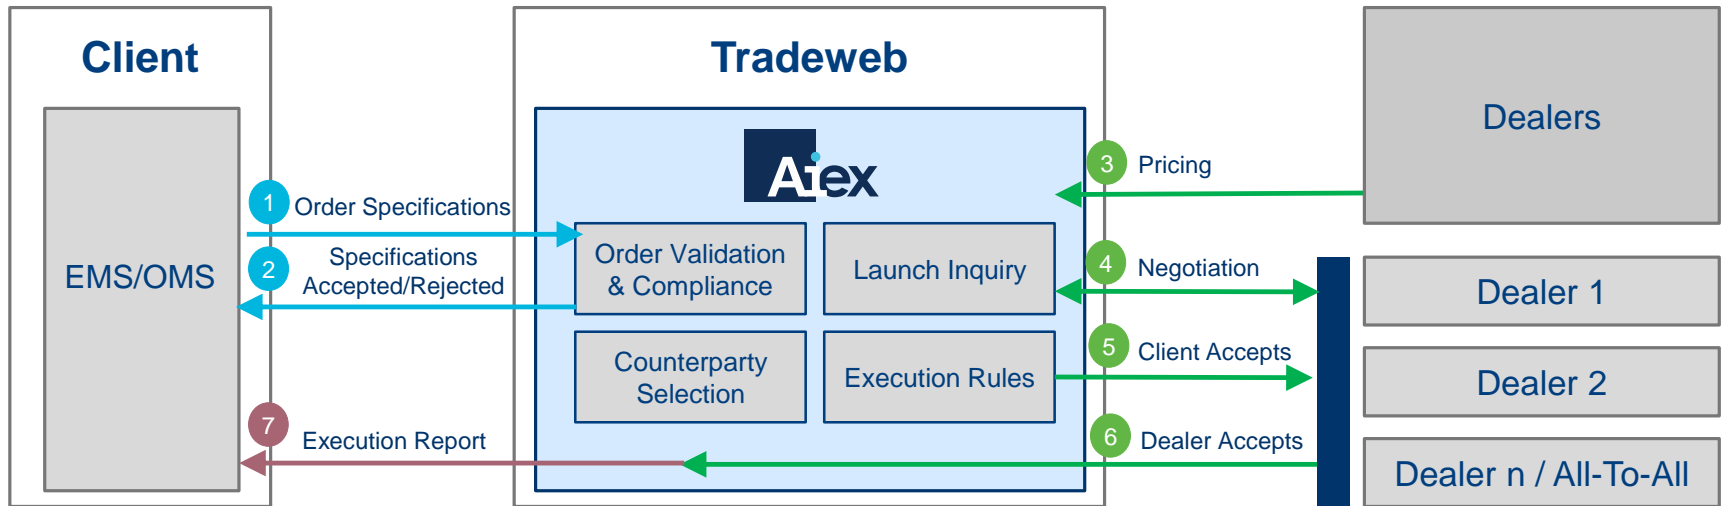 Client
Tradeweb
Dealers
Aiex
3 Pricing
1 Order Specifications
2 Specifications
Accepted/Rejected
EMS/OMS
Order Validation
& Compliance
Launch Inquiry
4 Negotiation
Dealer 1
Counterparty
Selection
Execution Rules
5 Client Accepts
Dealer 2
7 Execution Report
6 Dealer Accepts
Dealer n / All-To-All